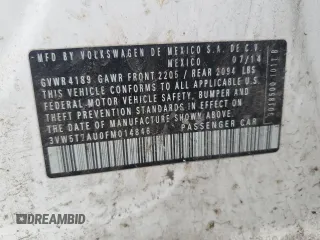 MFD BY VOLKSWAGEN DE MEXICO S.A. DE C.V.
MEXICO 07/14
GVWR 4189 GAWR FRONT 2205 / REAR 2094 LBS
THIS VEHICLE CONFORMS TO ALL APPLICABLE
FEDERAL MOTOR VEHICLE SAFETY, BUMPER, AND
THEFT PREVENTION STANDARDS IN EFFECT ON THE
DATE OF MANUFACTURE SHOWN ABOVE
3VW5T7AU0FM014846 PASSENGER CAR
DREAMBID